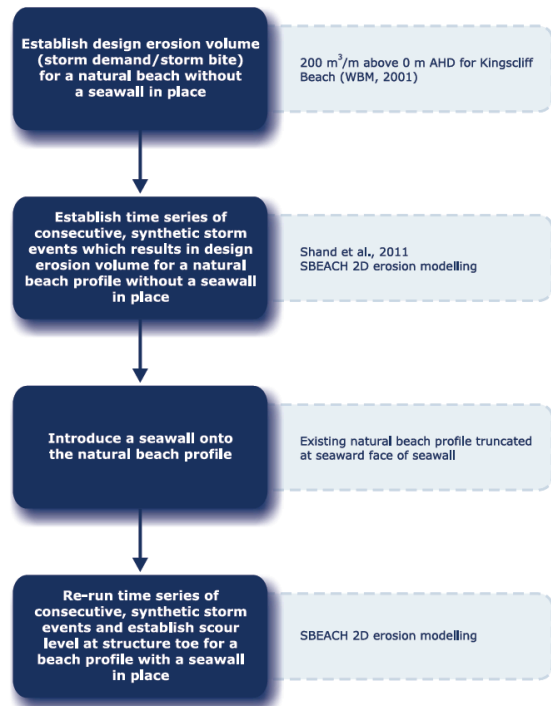 Establish design erosion volume
(storm demand/storm bite)
for a natural beach without
a seawall in place
200 m³/m above 0 m AHD for Kingscliff
Beach (WBM, 2001)
Establish time series of
consecutive, synthetic storm
events which results in design
erosion volume for a natural
beach profile without a seawall
in place
Shand et al., 2011
SBEACH 2D erosion modelling
Introduce a seawall onto
the natural beach profile
Existing natural beach profile truncated
at seaward face of seawall
Re-run time series of
consecutive, synthetic storm
events and establish scour
level at structure toe for a
beach profile with a seawall
in place
SBEACH 2D erosion modelling